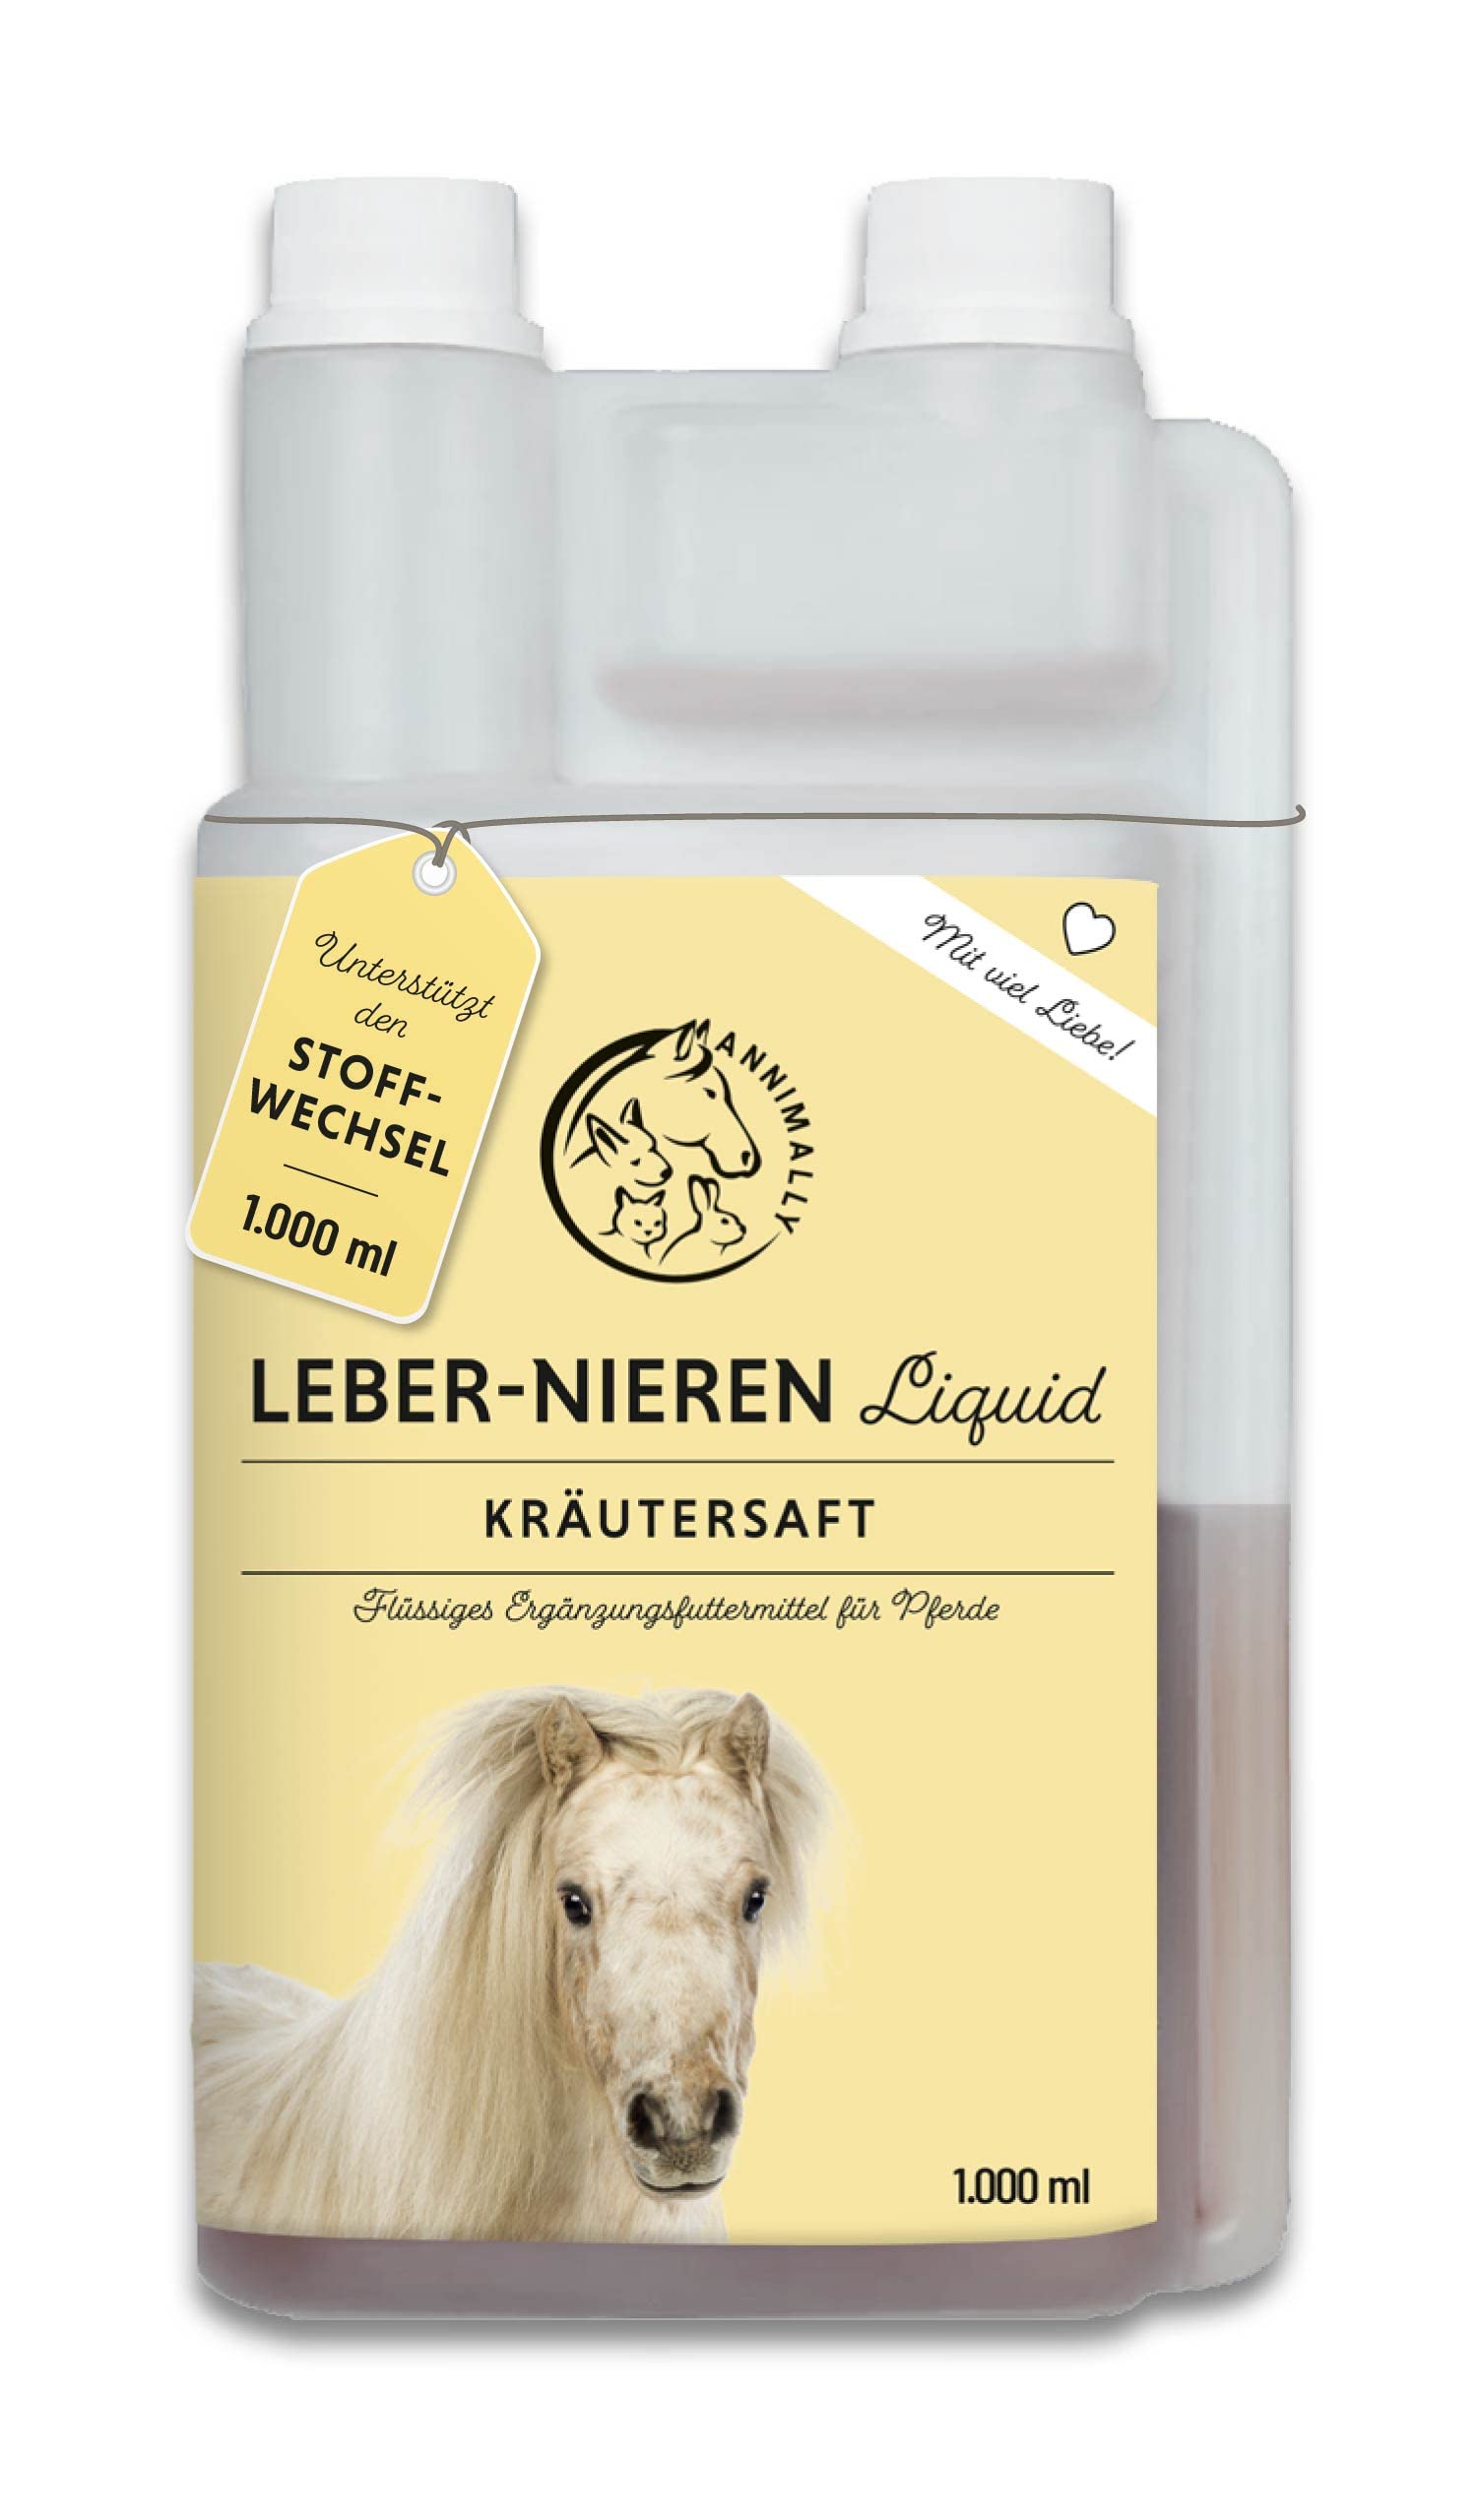 Unterstützt
den
STOFF-
WECHSEL
1.000 ml
Mit viel Liebe!
ANNIMALLY
LEBER-NIEREN Liquid
KRÄUTERSAFT
Flüssiges Ergänzungsfuttermittel für Pferde
1.000 ml